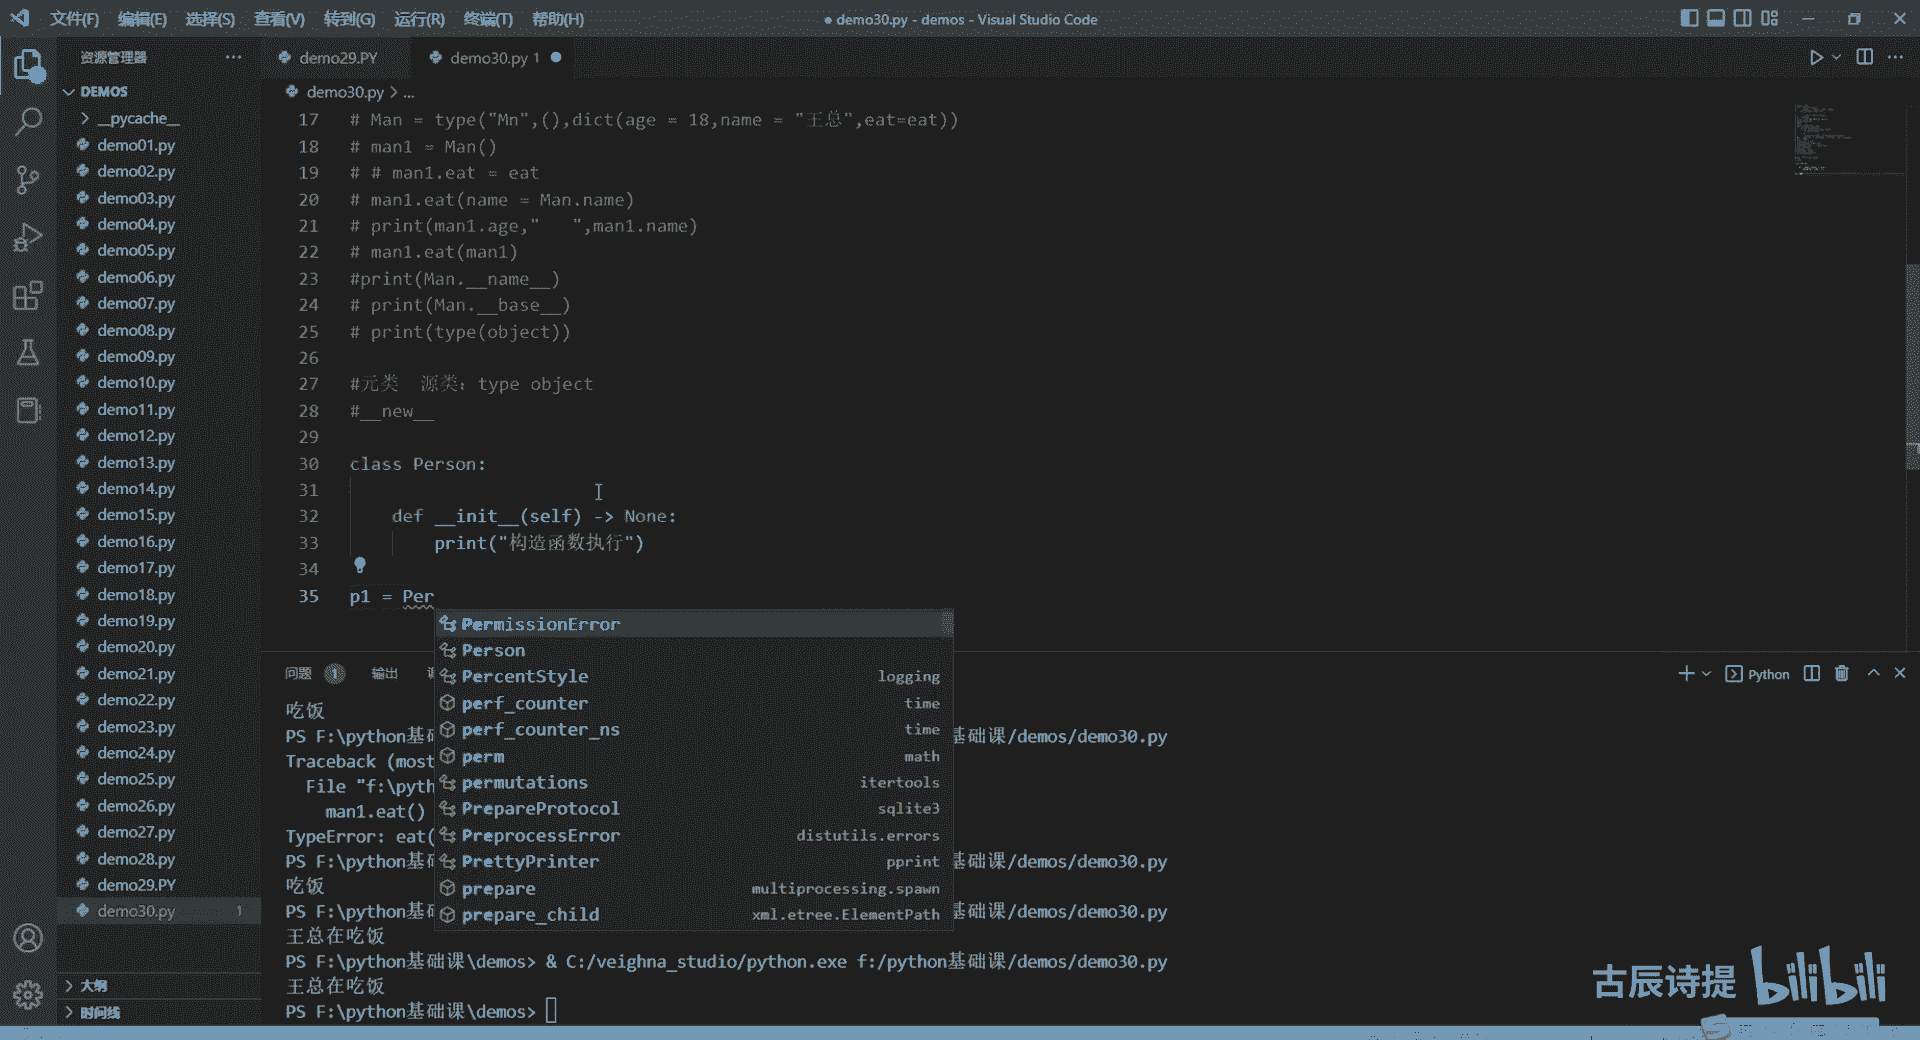 文件(F) 编辑(E) 选择(S) 查看(V) 转到(G) 运行(R) 终端(T) 帮助(H)
● demo30.py - demos - Visual Studio Code
资源管理器 ···
demo29.PY
demo30.py 1 ●
DEMOS
demo30.py > ...
__pycache__
demo01.py
demo02.py
demo03.py
demo04.py
demo05.py
demo06.py
demo07.py
demo08.py
demo09.py
demo10.py
demo11.py
demo12.py
demo13.py
demo14.py
demo15.py
demo16.py
demo17.py
demo18.py
demo19.py
demo20.py
demo21.py
demo22.py
demo23.py
demo24.py
demo25.py
demo26.py
demo27.py
demo28.py
demo29.PY
demo30.py 1
大纲
时间线
17 # Man = type("Mn",(),dict(age = 18,name = "王总",eat=eat))
18 # man1 = Man()
19 # # man1.eat = eat
20 # man1.eat(name = Man.name)
21 # print(man1.age,"   ",man1.name)
22 # man1.eat(man1)
23 #print(Man.__name__)
24 # print(Man.__base__)
25 # print(type(object))
26
27 #元类  源类：type object
28 #__new__
29
30 class Person:
31
32     def __init__(self) -> None:
33         print("构造函数执行")
34
35 p1 = Per
PermissionError
Person
PercentStyle logging
perf_counter time
perf_counter_ns time
perm math
permutations itertools
PrepareProtocol sqlite3
PreprocessError distutils.errors
PrettyPrinter pprint
prepare multiprocessing.spawn
prepare_child xml.etree.ElementPath
问题 1 输出
Python
吃饭
PS F:\python基 基础课/demos/demo30.py
Traceback (most
File "f:\pyth
man1.eat()
TypeError: eat(
PS F:\python基 基础课/demos/demo30.py
吃饭
PS F:\python基 基础课/demos/demo30.py
王总在吃饭
PS F:\python基础课\demos> & C:/veighna_studio/python.exe f:/python基础课/demos/demo30.py
王总在吃饭
PS F:\python基础课\demos>
古辰诗提 bilibili